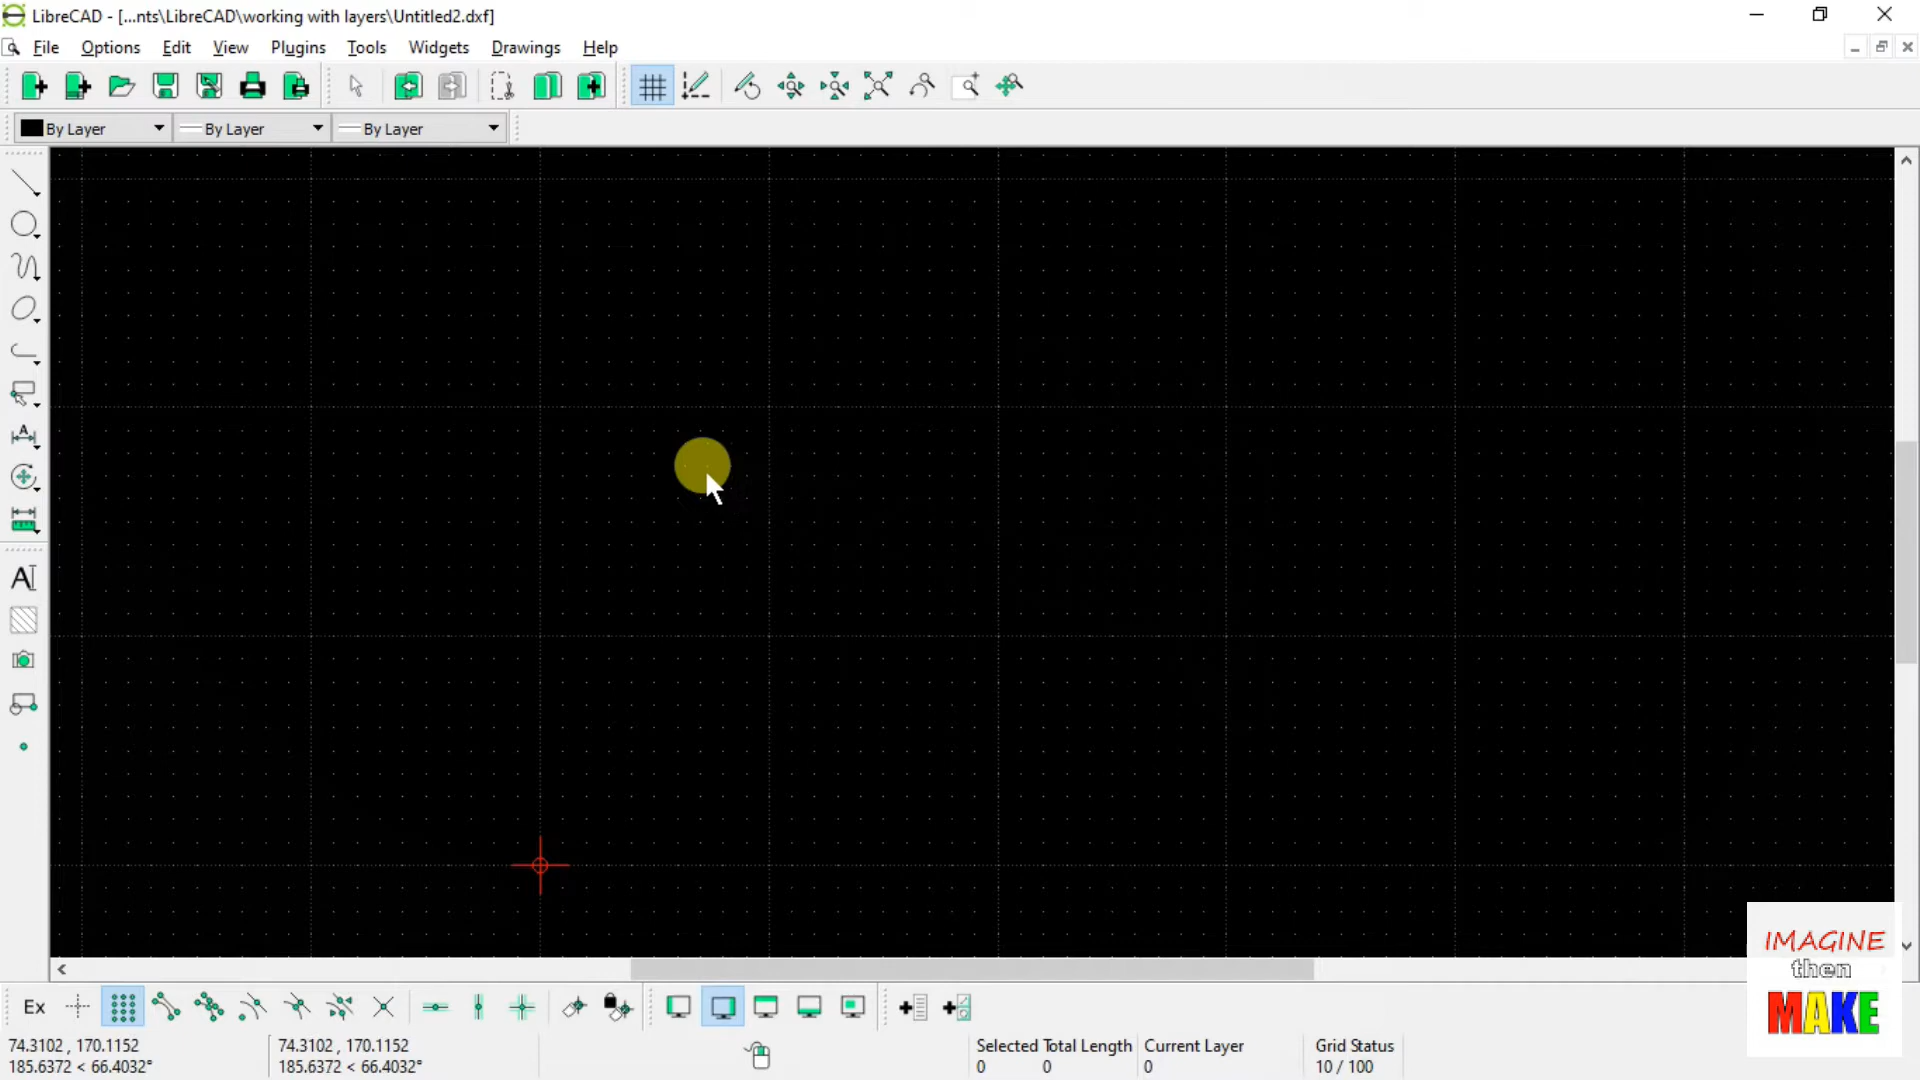 LibreCAD - [...nts\LibreCAD\working with layers\Untitled2.dxf]
File Options Edit View Plugins Tools Widgets Drawings Help
By Layer By Layer By Layer
A
A
Ex
74.3102 , 170.1152
185.6372 < 66.4032°
74.3102 , 170.1152
185.6372 < 66.4032°
Selected Total Length
0 0
Current Layer
0
Grid Status
10 / 100
IMAGINE
then
MAKE